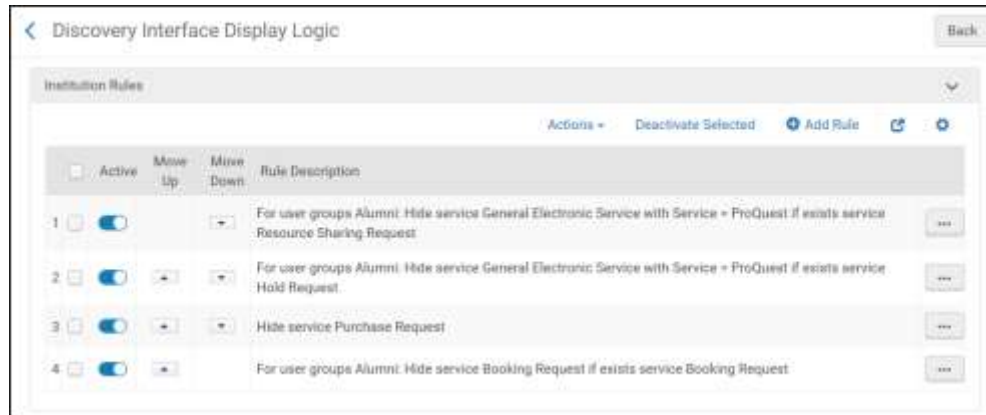 Discovery Interface Display Logic
Back
Institution Rules
Actions
Deactivate Selected
Add Rule
Active
Move
Up
Move
Down
Rule Description
1
For user groups Alumni: Hide service General Electronic Service with Service = ProQuest if exists service
Resource Sharing Request
2
For user groups Alumni: Hide service General Electronic Service with Service = ProQuest if exists service
Hold Request
3
Hide service Purchase Request
4
For user groups Alumni: Hide service Booking Request if exists service Booking Request